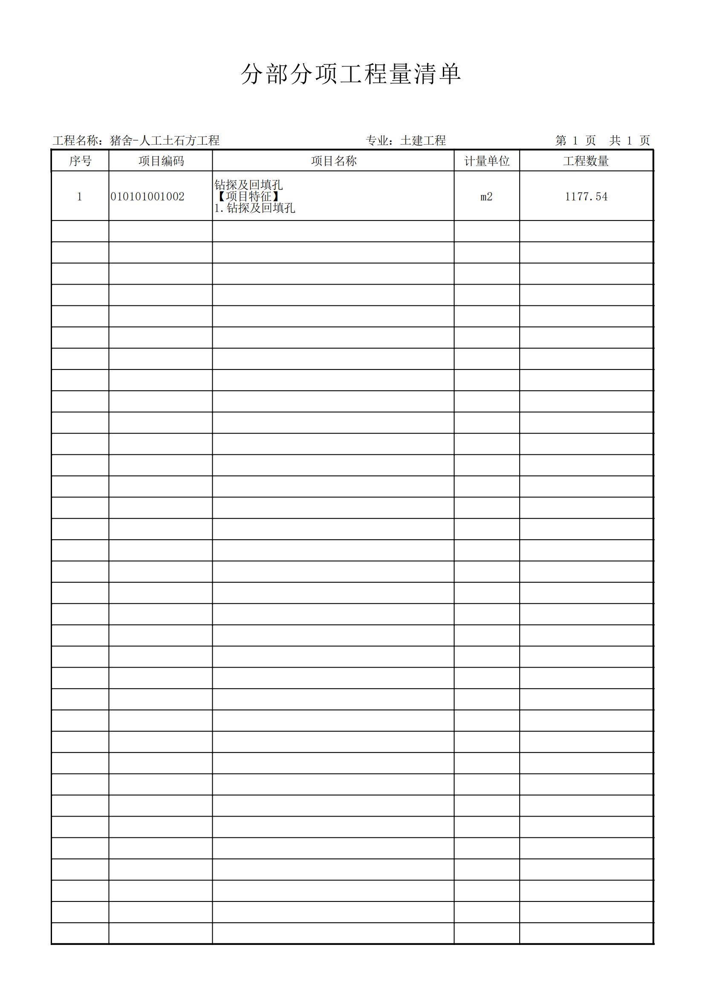 分部分项工程量清单
工程名称：猪舍-人工土石方工程 专业：土建工程 第 1 页 共 1 页
序号 项目编码 项目名称 计量单位 工程数量
1 010101001002 钻探及回填孔 m2 1177.54
【项目特征】
1.钻探及回填孔